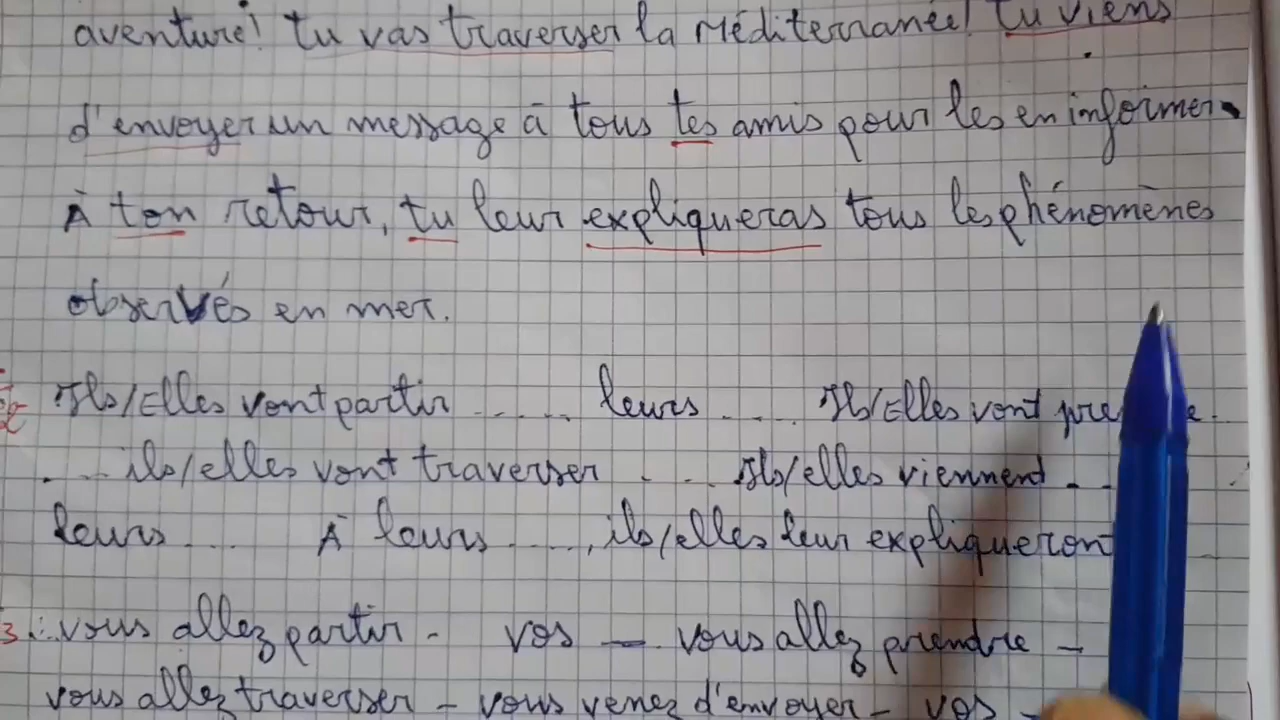 aventure! tu vas traverser la Méditerranée! tu viens
d'envoyer un message à tous tes amis pour les en informer.
À ton retour, tu leur expliqueras tous les phénomènes
observés en mer.
Ils/Elles vont partir ..... leurs .... Ils/Elles vont
... ils/elles vont traverser . .. Ils/elles viennent ..
leurs .... À leurs ...., ils/elles leur expliqueront
3 : vous allez partir - vos — vous allez prendre -
vous allez traverser - vous venez d'envoyer - vos -